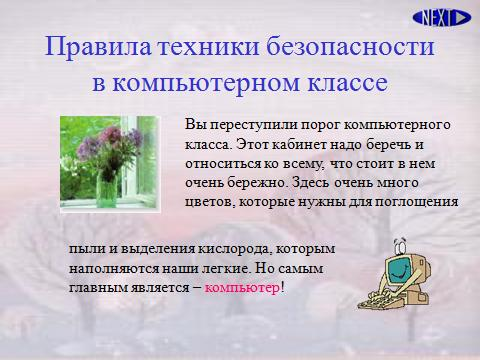 NEXT
Правила техники безопасности
в компьютерном классе
Вы переступили порог компьютерного
класса. Этот кабинет надо беречь и
относиться ко всему, что стоит в нем
очень бережно. Здесь очень много
цветов, которые нужны для поглощения
пыли и выделения кислорода, которым
наполняются наши легкие. Но самым
главным является – компьютер!